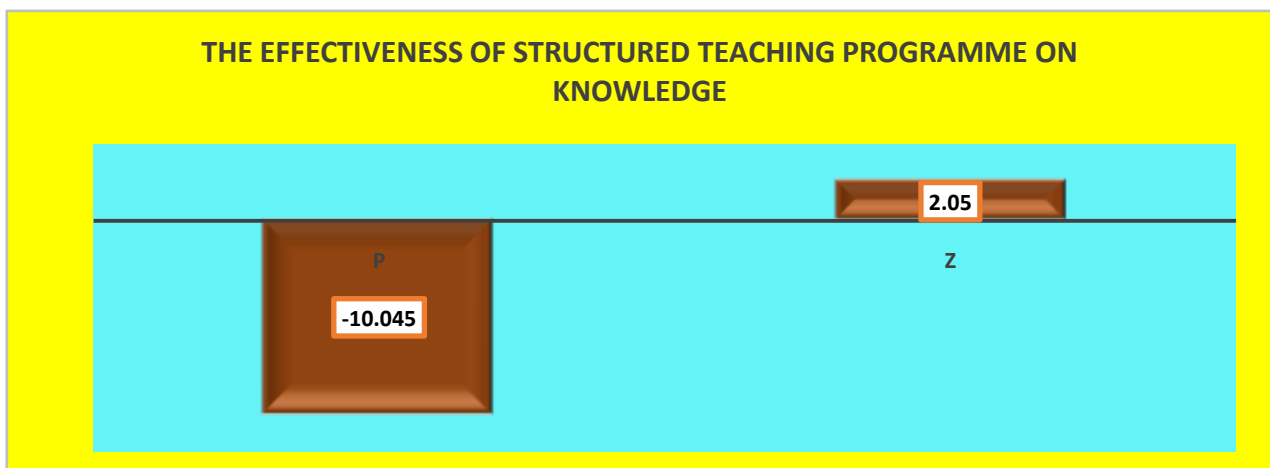 THE EFFECTIVENESS OF STRUCTURED TEACHING PROGRAMME ON
KNOWLEDGE
2.05
P
Z
-10.045